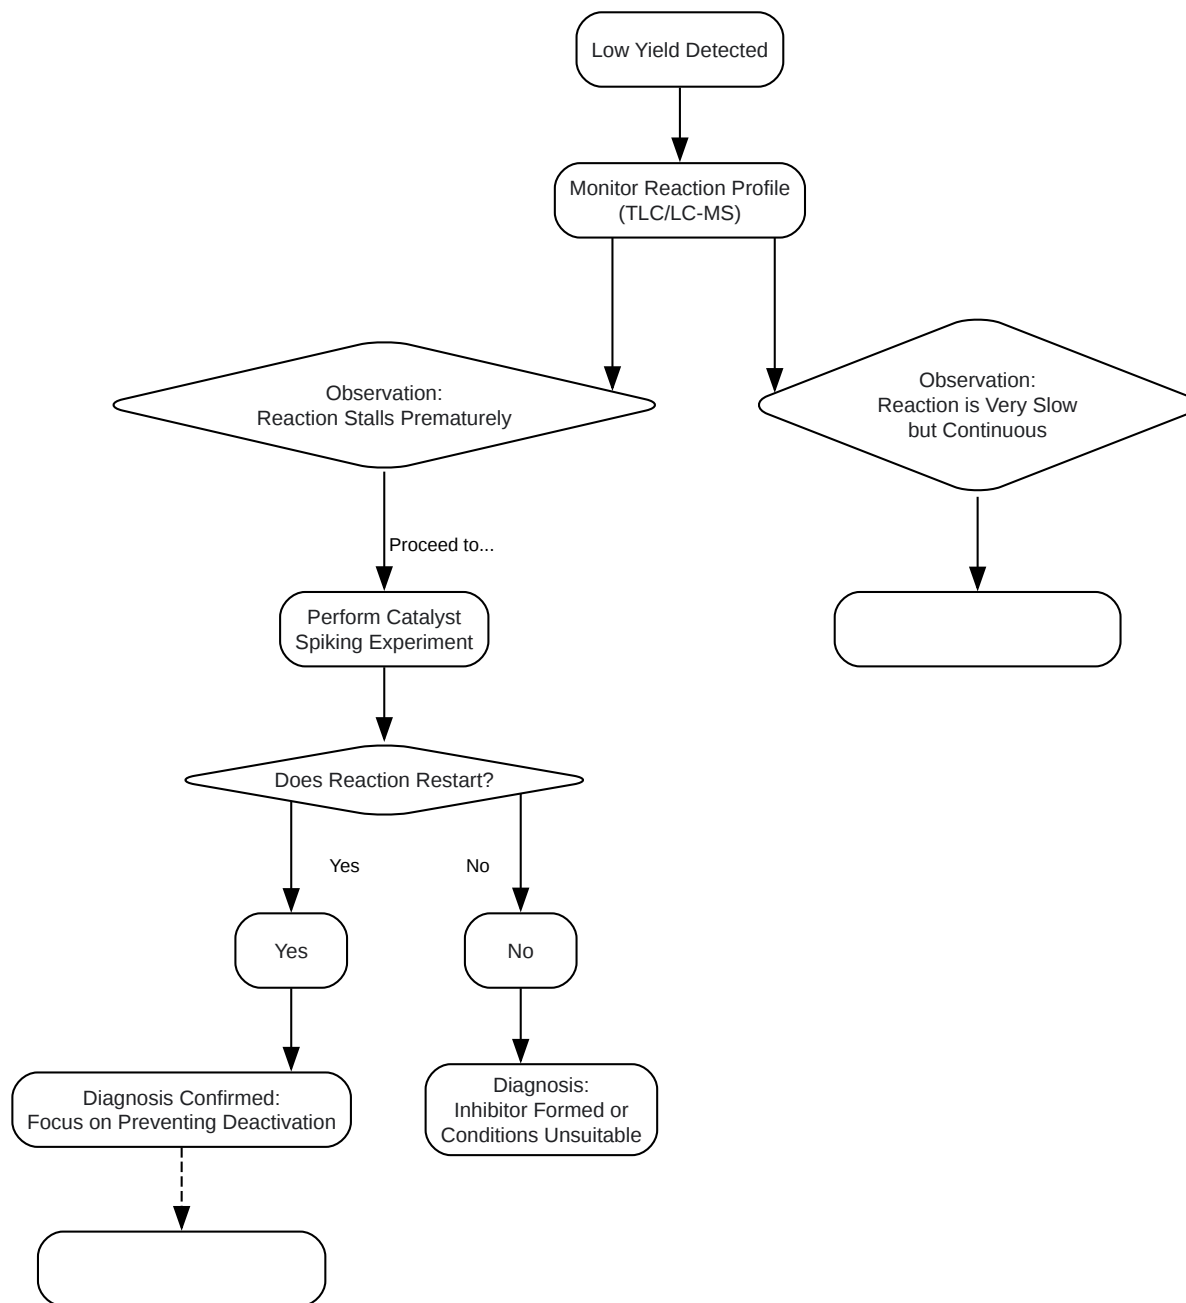 Low Yield Detected
Monitor Reaction Profile
(TLC/LC-MS)
Observation:
Reaction Stalls Prematurely
Observation:
Reaction is Very Slow
but Continuous
Proceed to...
Perform Catalyst
Spiking Experiment
Does Reaction Restart?
Yes
No
Yes
No
Diagnosis Confirmed:
Focus on Preventing Deactivation
Diagnosis:
Inhibitor Formed or
Conditions Unsuitable